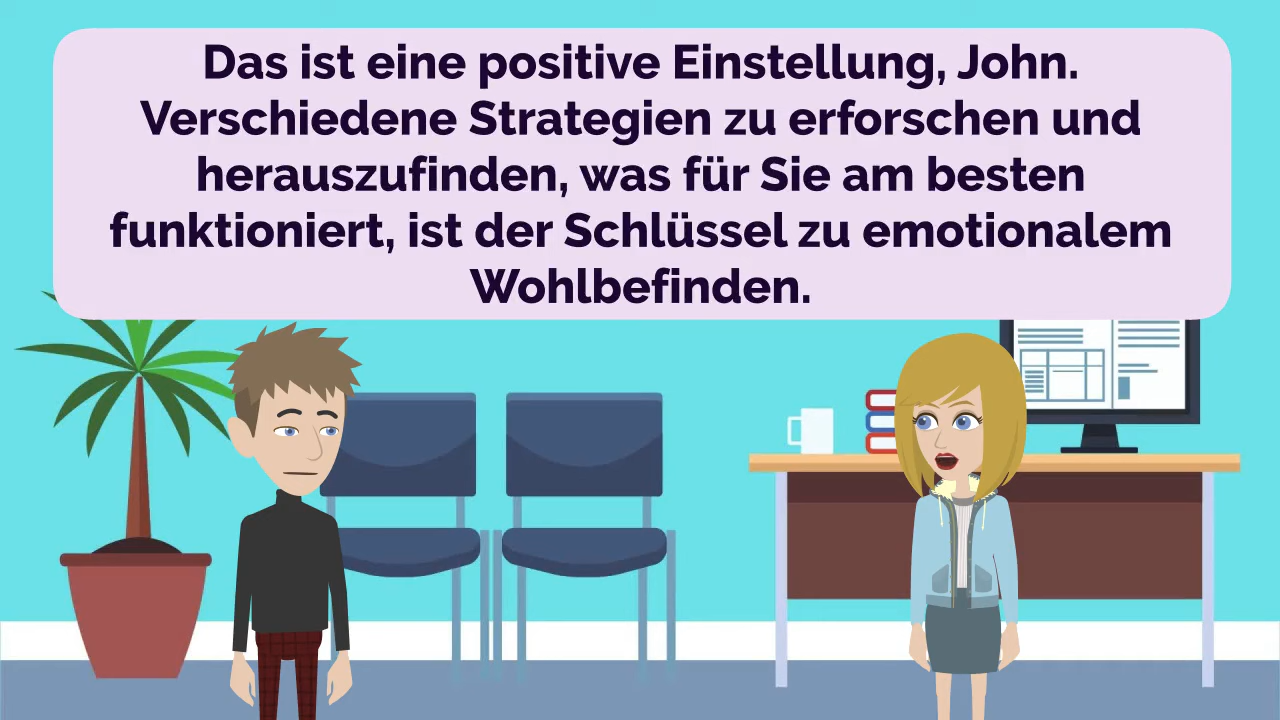 Das ist eine positive Einstellung, John.
Verschiedene Strategien zu erforschen und
herauszufinden, was für Sie am besten
funktioniert, ist der Schlüssel zu emotionalem
Wohlbefinden.